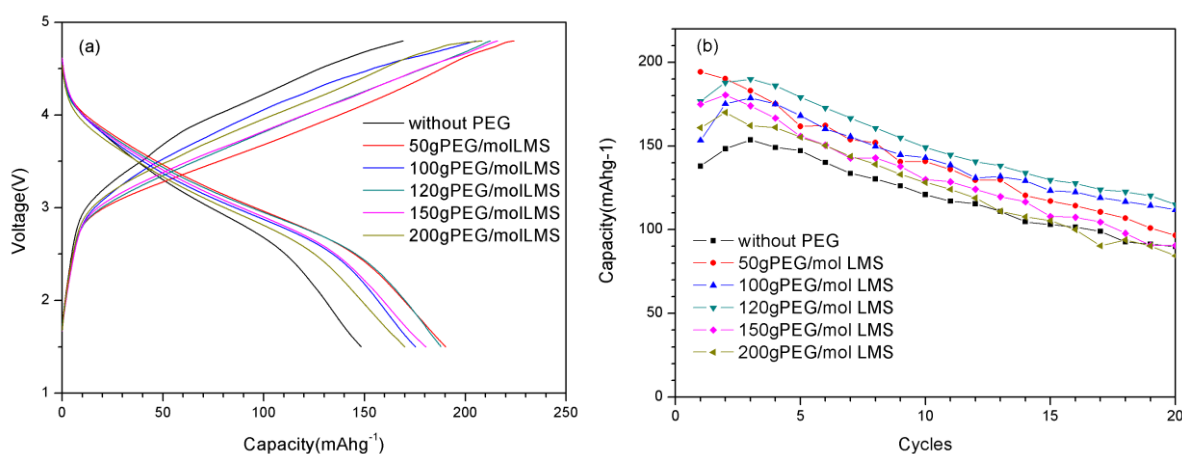 (a)
5
4
3
2
1
Voltage(V)
without PEG
50gPEG/molLMS
100gPEG/molLMS
120gPEG/molLMS
150gPEG/molLMS
200gPEG/molLMS
0 50 100 150 200 250
Capacity(mAhg-1)
(b)
200
150
100
50
0
Capacity(mAhg-1)
without PEG
50gPEG/mol LMS
100gPEG/mol LMS
120gPEG/mol LMS
150gPEG/mol LMS
200gPEG/mol LMS
0 5 10 15 20
Cycles